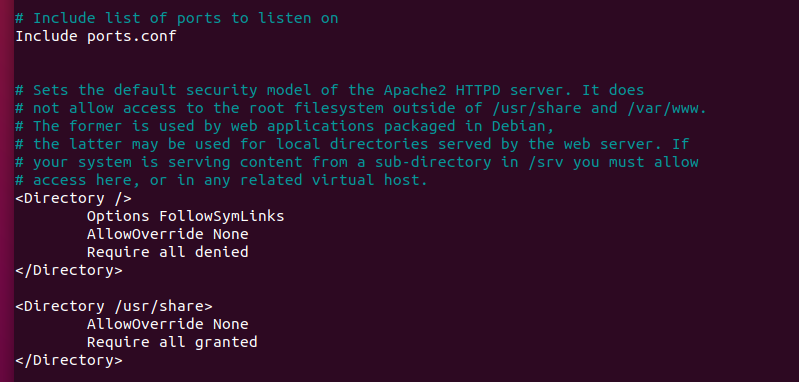 # Include list of ports to listen on
Include ports.conf
# Sets the default security model of the Apache2 HTTPD server. It does
# not allow access to the root filesystem outside of /usr/share and /var/www.
# The former is used by web applications packaged in Debian,
# the latter may be used for local directories served by the web server. If
# your system is serving content from a sub-directory in /srv you must allow
# access here, or in any related virtual host.
<Directory />
        Options FollowSymLinks
        AllowOverride None
        Require all denied
</Directory>
<Directory /usr/share>
        AllowOverride None
        Require all granted
</Directory>